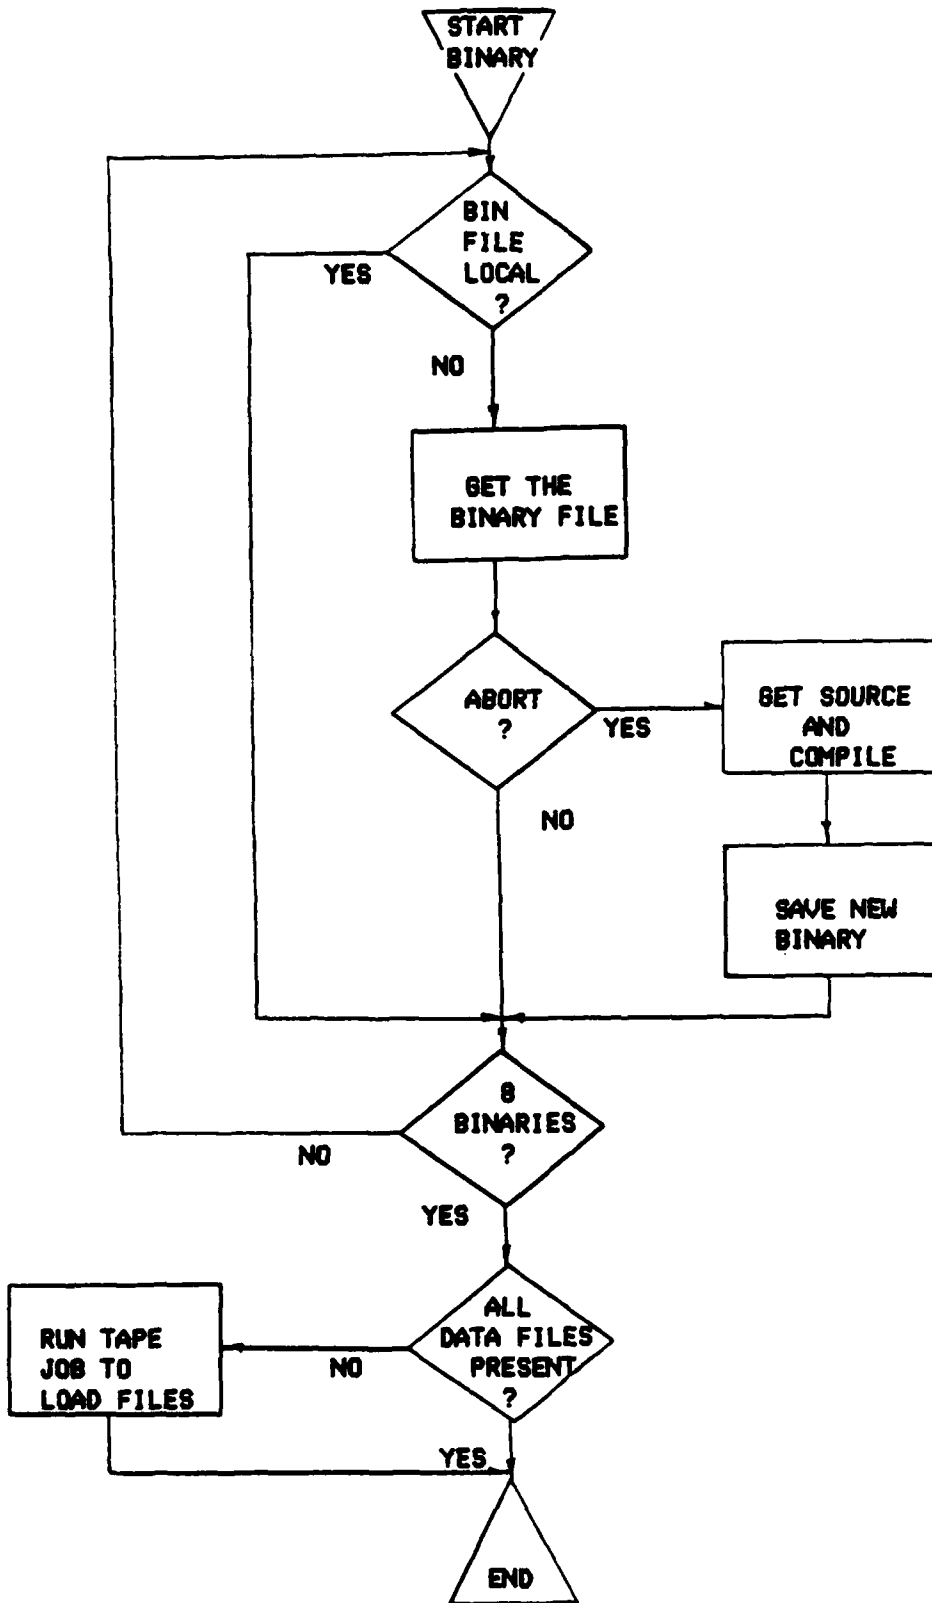 START
BINARY
BIN
FILE
LOCAL
?
YES
NO
GET THE
BINARY FILE
ABORT
?
YES
GET SOURCE
AND
COMPILE
NO
SAVE NEW
BINARY
8
BINARIES
?
NO
YES
ALL
DATA FILES
PRESENT
?
NO
RUN TAPE
JOB TO
LOAD FILES
YES
END